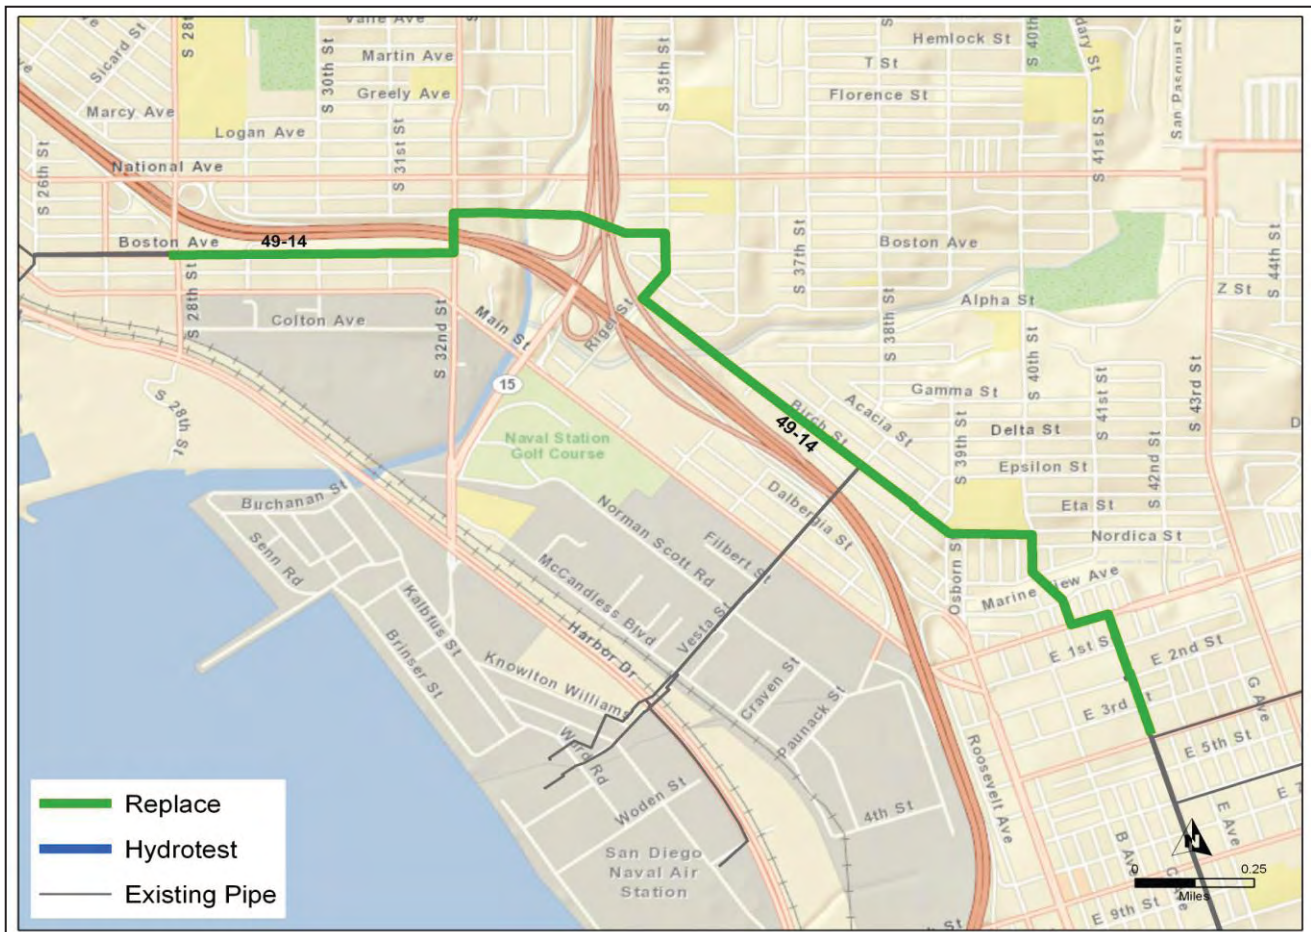 Valle Ave
S 28th
Sicard St
S 30th St
Martin Ave
Greely Ave
Marcy Ave
Logan Ave
S 31st St
S 26th St
National Ave
S 35th St
Hemlock St
S 40th
T St
Florence St
S 41st St
Boston Ave
49-14
S 28th St
Colton Ave
S 32nd St
Main St
Rigel St
15
S 28th St
S 37th St
Boston Ave
S 38th St
Alpha St
S 44th St
Z St
S 40th St
Gamma St
S 41st St
S 43rd St
Birch St
Acacia St
49-14
S 39th St
Delta St
D
Epsilon St
S 42nd St
Eta St
Nordica St
Naval Station
Golf Course
Buchanan St
Senn Rd
Norman Scott Rd
Filbert St
Dalbergia St
McCandless Blvd
Vesta St
Kalbfus St
Brinser St
Harbor Dr
Knowlton Williams
Craven St
Paunack St
Osborn St
Marine View Ave
E 1st S
E 2nd St
E 3rd St
G Ave
E 5th St
Ward Rd
Woden St
4th St
Roosevelt Ave
E 7
E Ave
B Ave
E 9th St
San Diego
Naval Air
Station
N
0
0.25
Miles
Replace
Hydrotest
Existing Pipe